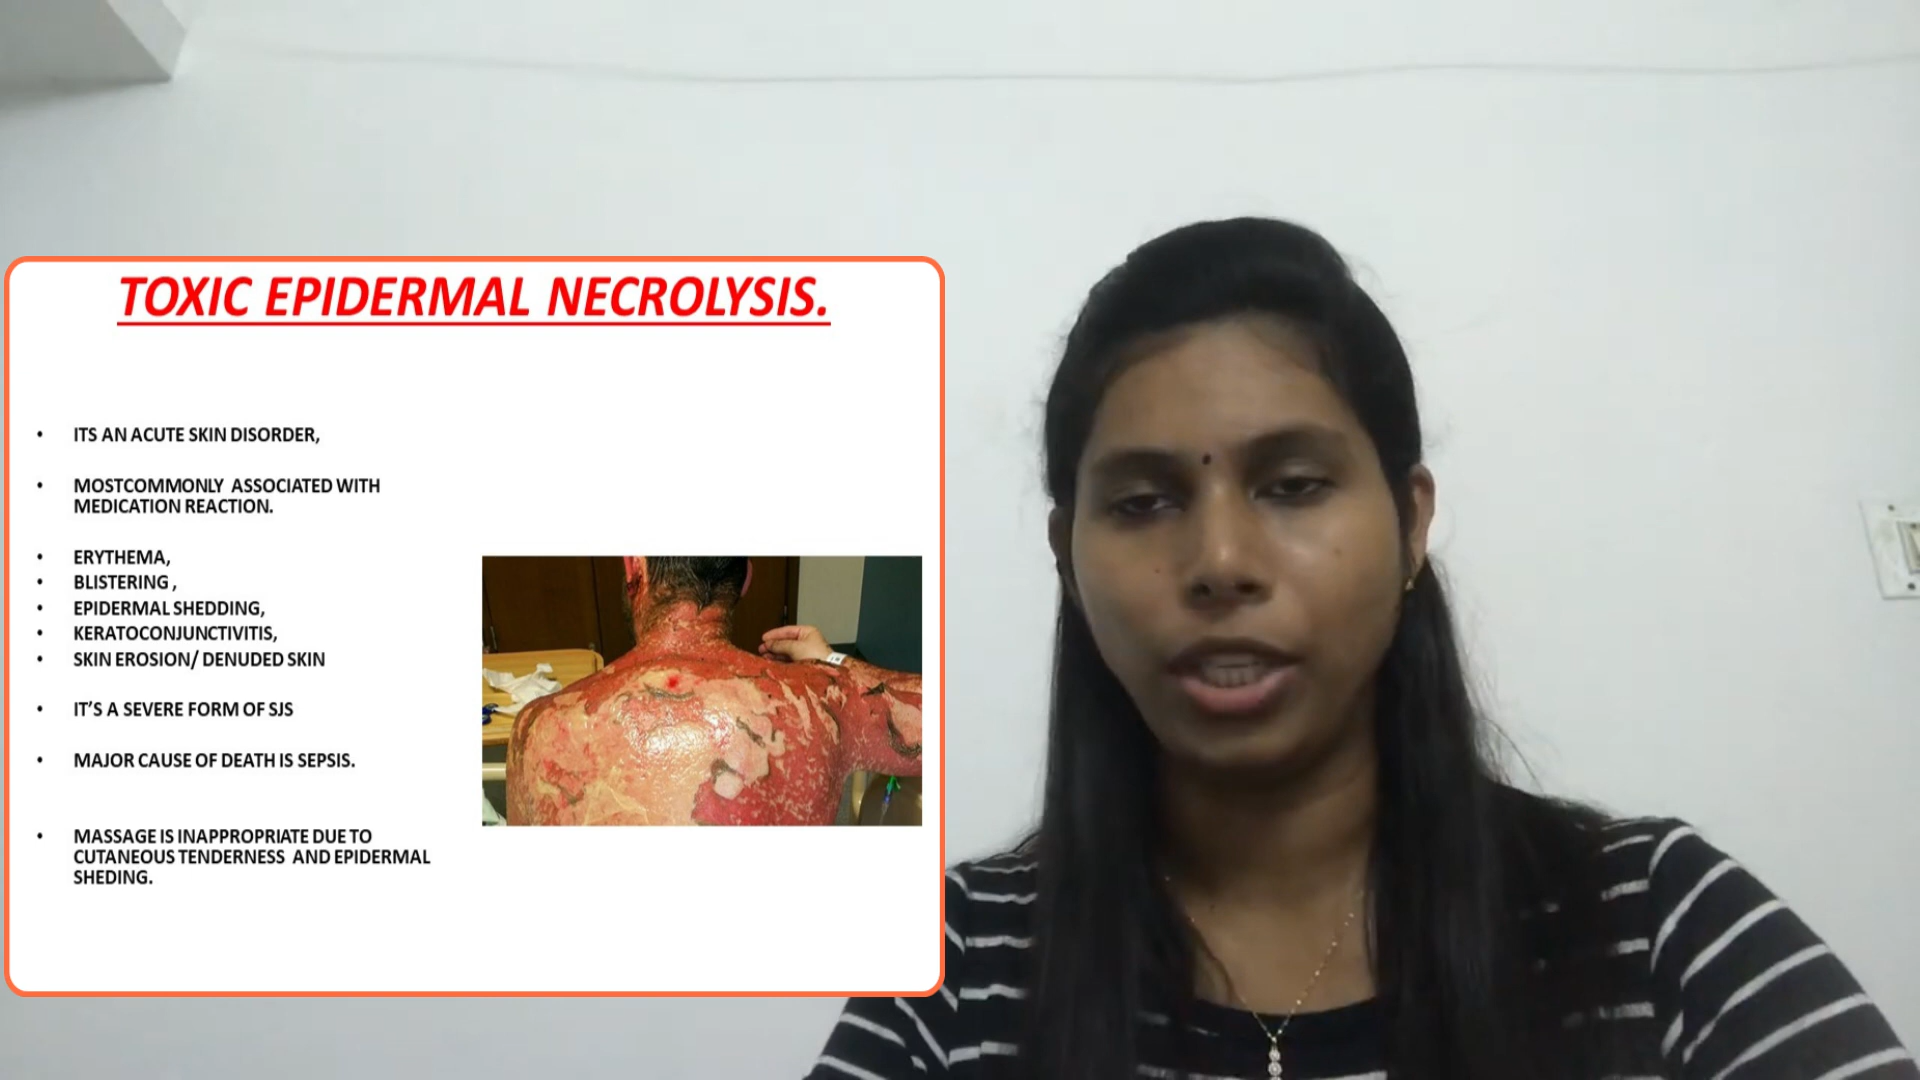 TOXIC EPIDERMAL NECROLYSIS.
• ITS AN ACUTE SKIN DISORDER,
• MOSTCOMMONLY ASSOCIATED WITH
MEDICATION REACTION.
• ERYTHEMA,
• BLISTERING ,
• EPIDERMAL SHEDDING,
• KERATOCONJUNCTIVITIS,
• SKIN EROSION/ DENUDED SKIN
• IT’S A SEVERE FORM OF SJS
• MAJOR CAUSE OF DEATH IS SEPSIS.
• MASSAGE IS INAPPROPRIATE DUE TO
CUTANEOUS TENDERNESS AND EPIDERMAL
SHEDING.